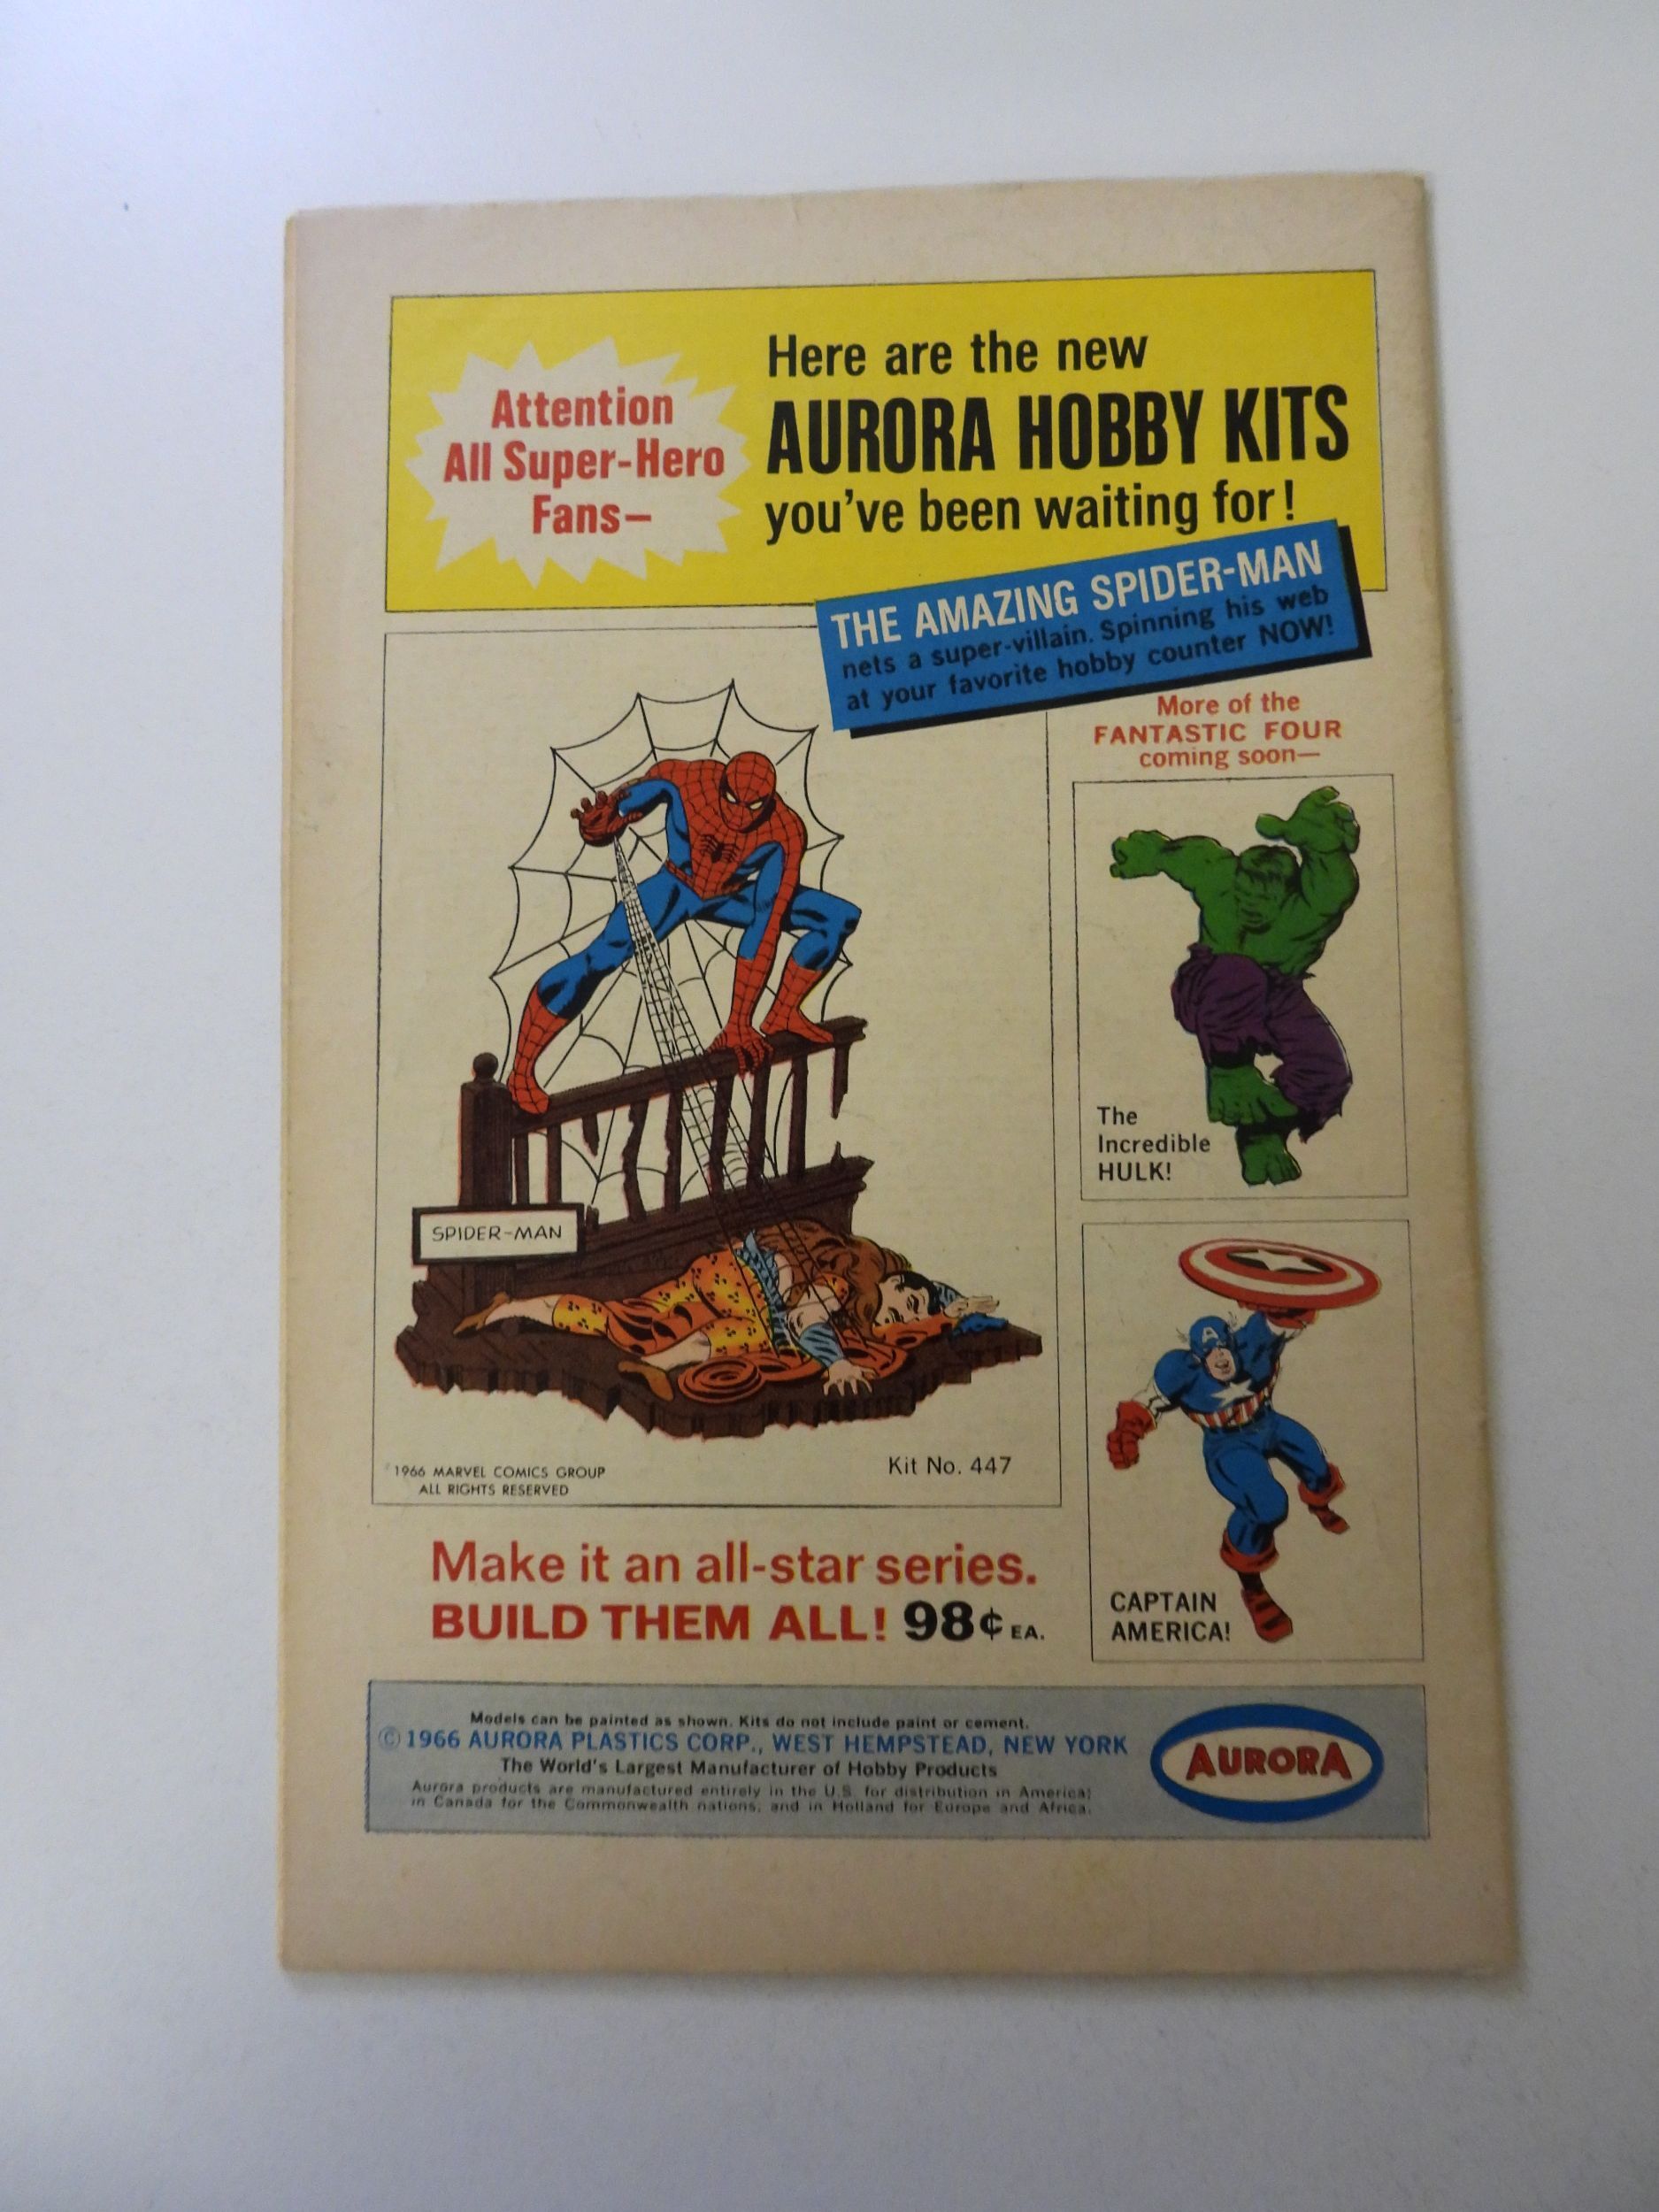 Attention
All Super-Hero
Fans–
Here are the new
AURORA HOBBY KITS
you've been waiting for!
THE AMAZING SPIDER-MAN
nets a super-villain. Spinning his web
at your favorite hobby counter NOW!
More of the
FANTASTIC FOUR
coming soon—
The
Incredible
HULK!
SPIDER-MAN
1966 MARVEL COMICS GROUP
ALL RIGHTS RESERVED
Kit No. 447
A
CAPTAIN
AMERICA!
Make it an all-star series.
BUILD THEM ALL! 98¢ EA.
Models can be painted as shown. Kits do not include paint or cement.
© 1966 AURORA PLASTICS CORP., WEST HEMPSTEAD, NEW YORK
The World's Largest Manufacturer of Hobby Products
Aurora products are manufactured entirely in the U.S. for distribution in America;
in Canada for the Commonwealth nations; and in Holland for Europe and Africa.
AURORA